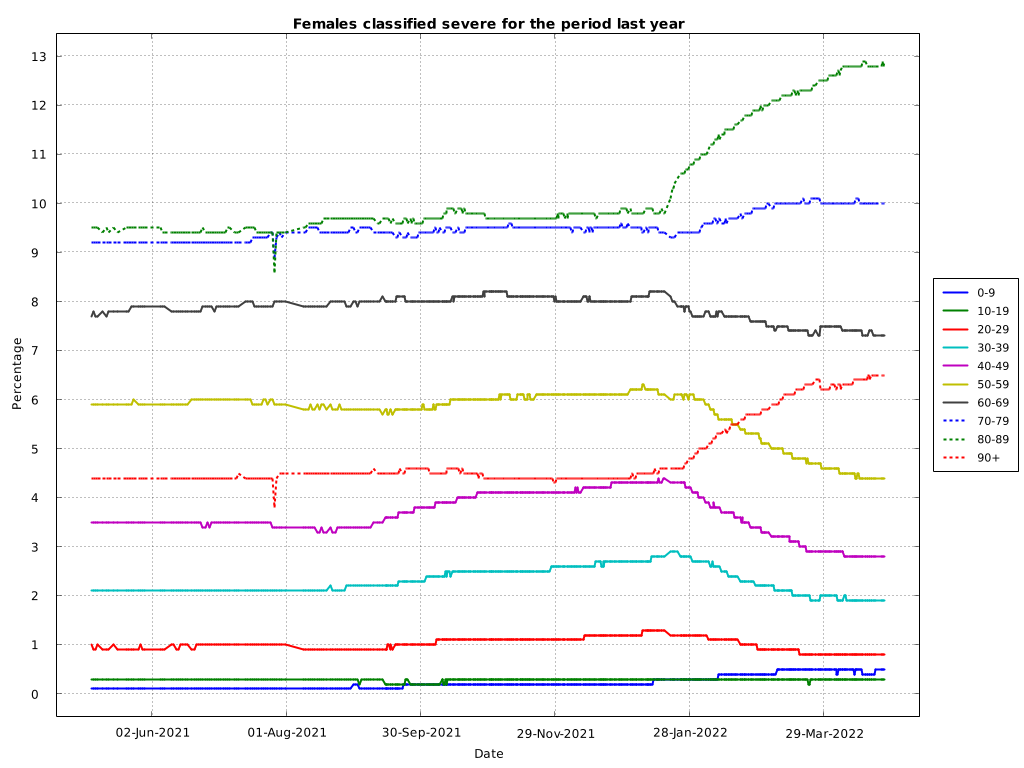 Females classified severe for the period last year
13
12
11
10
9
8
7
6
5
4
3
2
1
0
Percentage
02-Jun-2021
01-Aug-2021
30-Sep-2021
29-Nov-2021
28-Jan-2022
29-Mar-2022
Date
0-9
10-19
20-29
30-39
40-49
50-59
60-69
70-79
80-89
90+